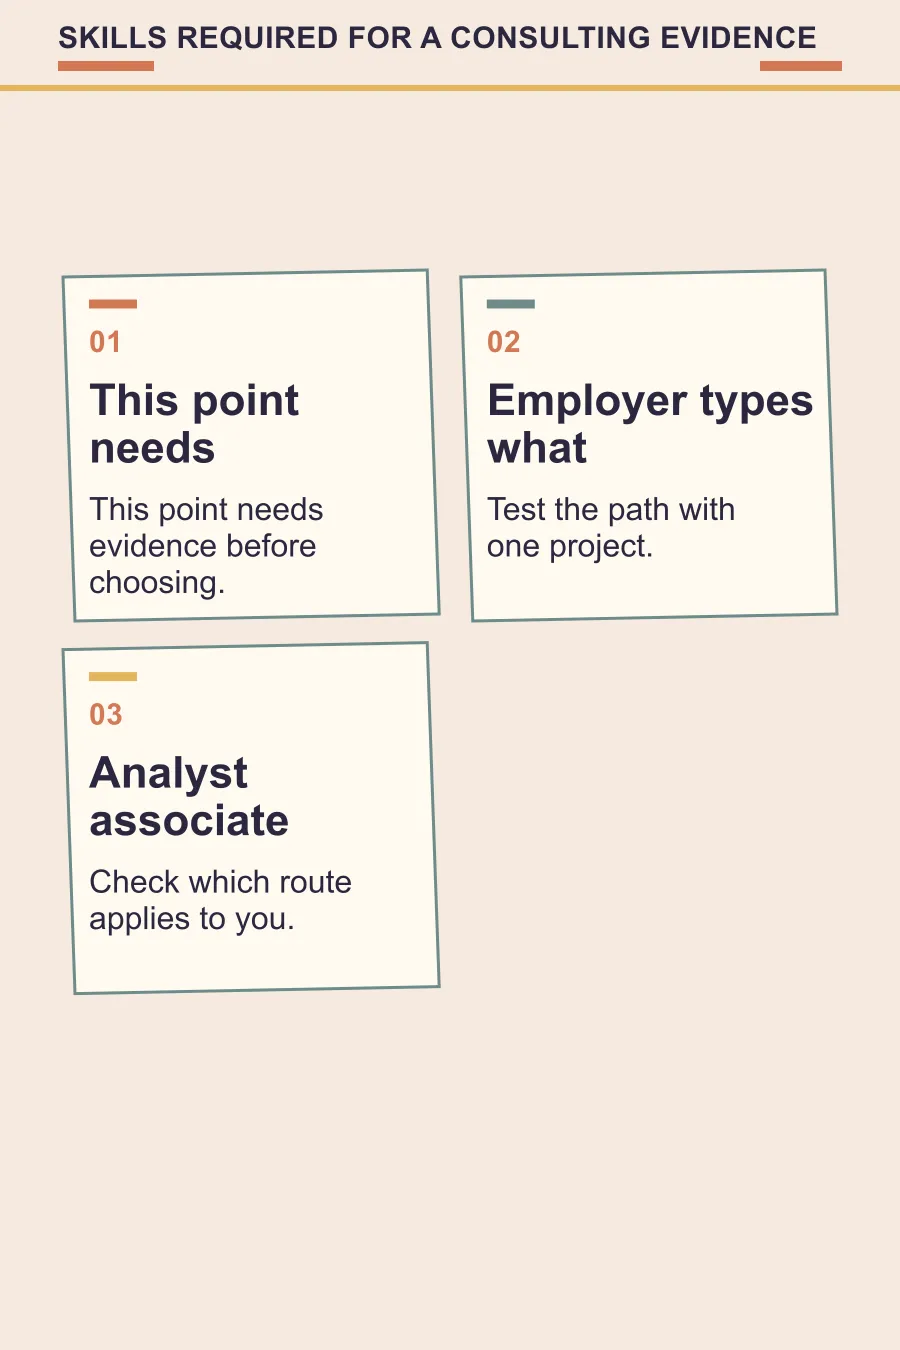 SKILLS REQUIRED FOR A CONSULTING EVIDENCE
01
This point
needs
This point needs
evidence before
choosing.
02
Employer types
what
Test the path with
one project.
03
Analyst
associate
Check which route
applies to you.